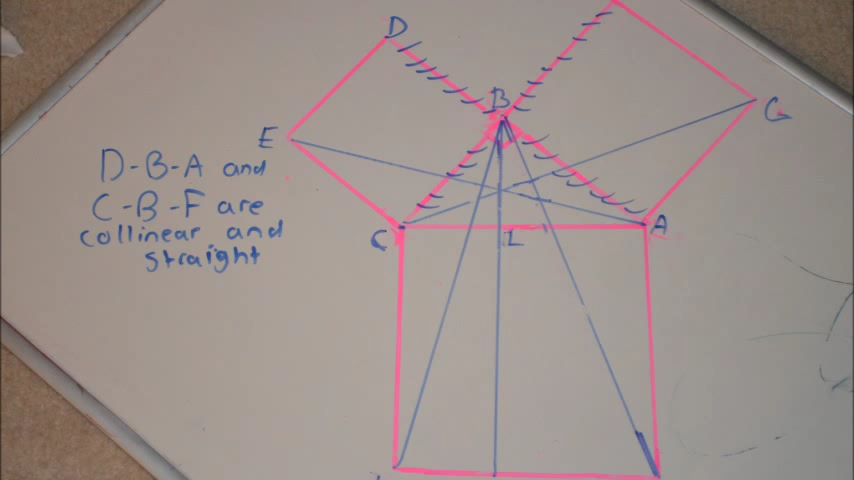 D
B
G
E
D-B-A and
C-B-F are
collinear and
straight
C
L
A